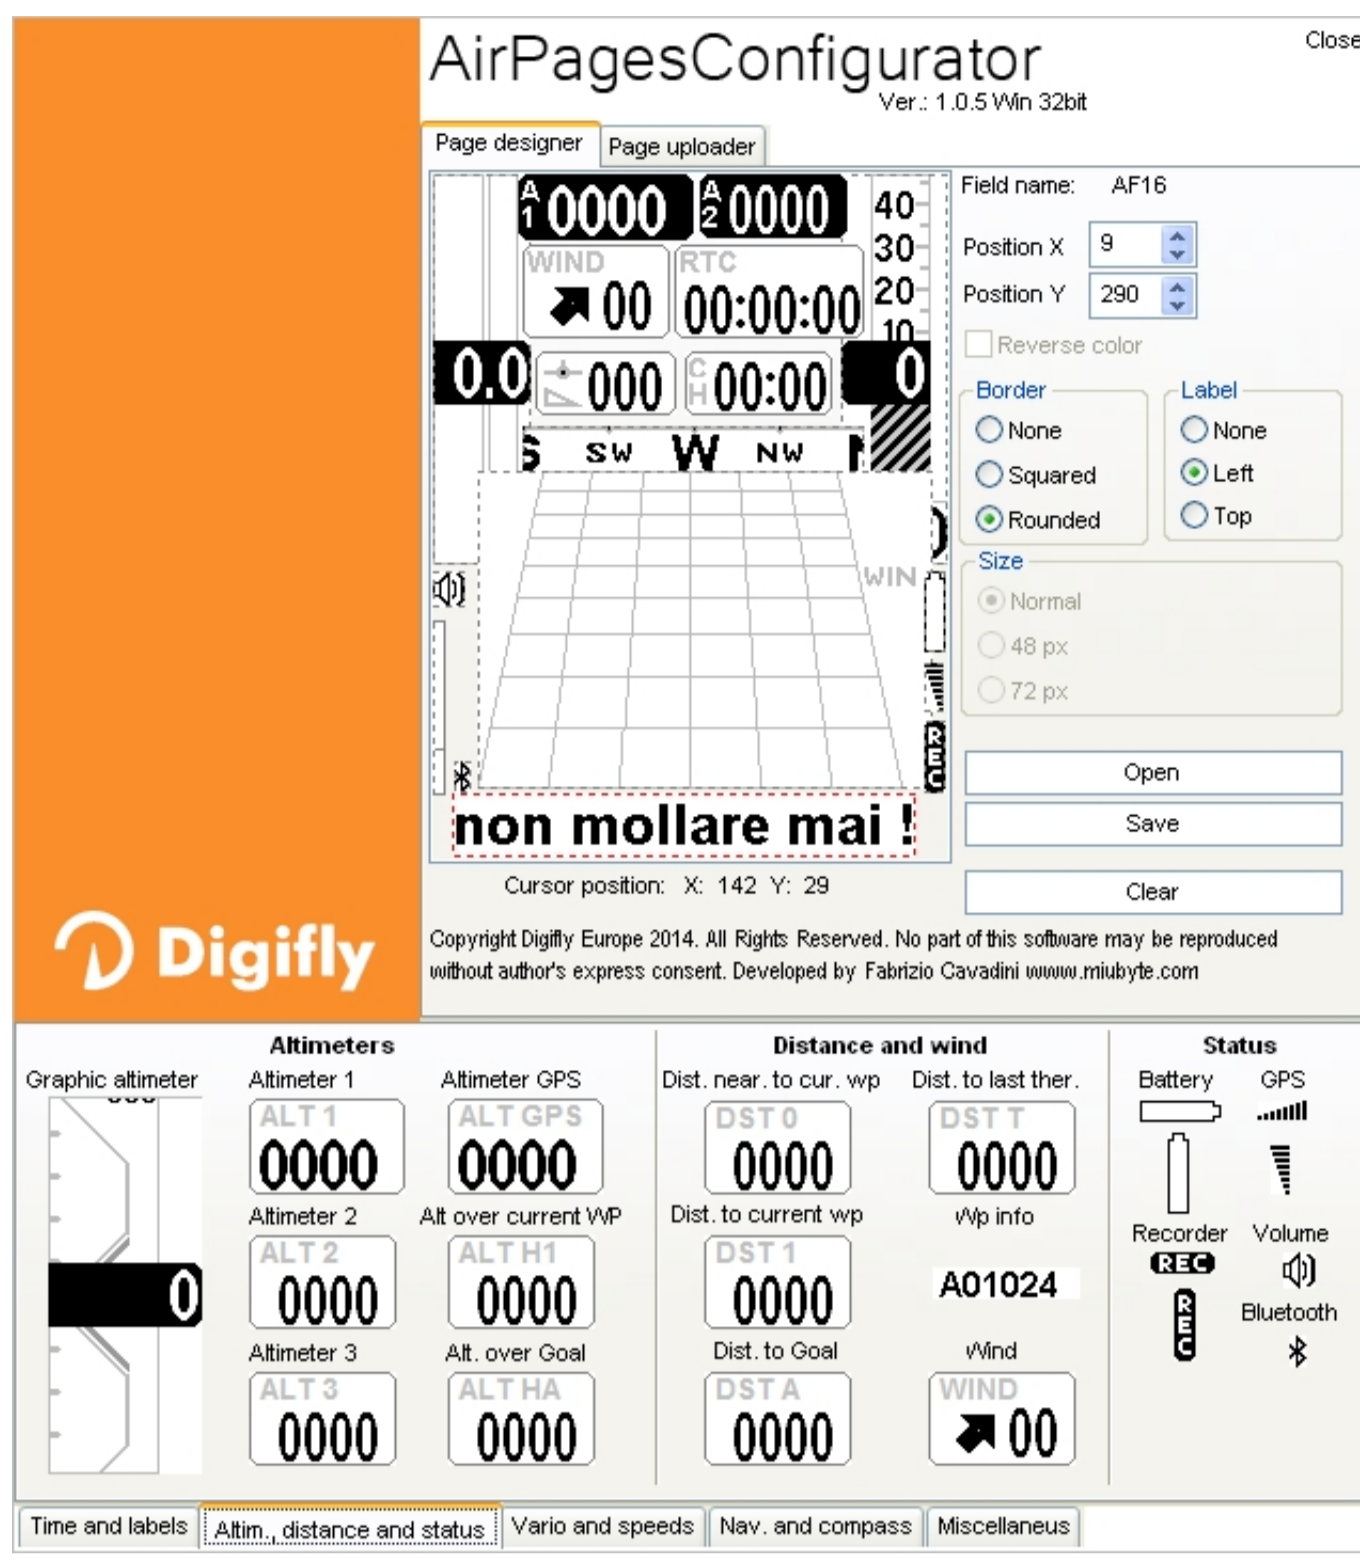 AirPagesConfigurator
Close
Ver.: 1.0.5 Win 32bit
Page designer
Page uploader
A1 0000
A2 0000
40
30
20
10
WIND
00
RTC
00:00:00
0.0
000
CH 00:00
0
S SW W NW
WIN
REC
non mollare mai !
Cursor position: X: 142 Y: 29
Field name: AF16
Position X 9
Position Y 290
Reverse color
Border
None
Squared
Rounded
Label
None
Left
Top
Size
Normal
48 px
72 px
Open
Save
Clear
Digifly
Copyright Digifly Europe 2014. All Rights Reserved. No part of this software may be reproduced
without author's express consent. Developed by Fabrizio Cavadini wwww.miubyte.com
Altimeters
Graphic altimeter
0
Altimeter 1
ALT 1
0000
Altimeter 2
ALT 2
0000
Altimeter 3
ALT 3
0000
Altimeter GPS
ALT GPS
0000
Alt over current WP
ALT H1
0000
Alt. over Goal
ALT HA
0000
Distance and wind
Dist. near. to cur. wp
DST 0
0000
Dist. to current wp
DST 1
0000
Dist. to Goal
DST A
0000
Dist. to last ther.
DST T
0000
Wp info
A01024
Wind
WIND
00
Status
Battery
GPS
Recorder
REC
REC
Volume
Bluetooth
Time and labels
Altim., distance and status
Vario and speeds
Nav. and compass
Miscellaneus